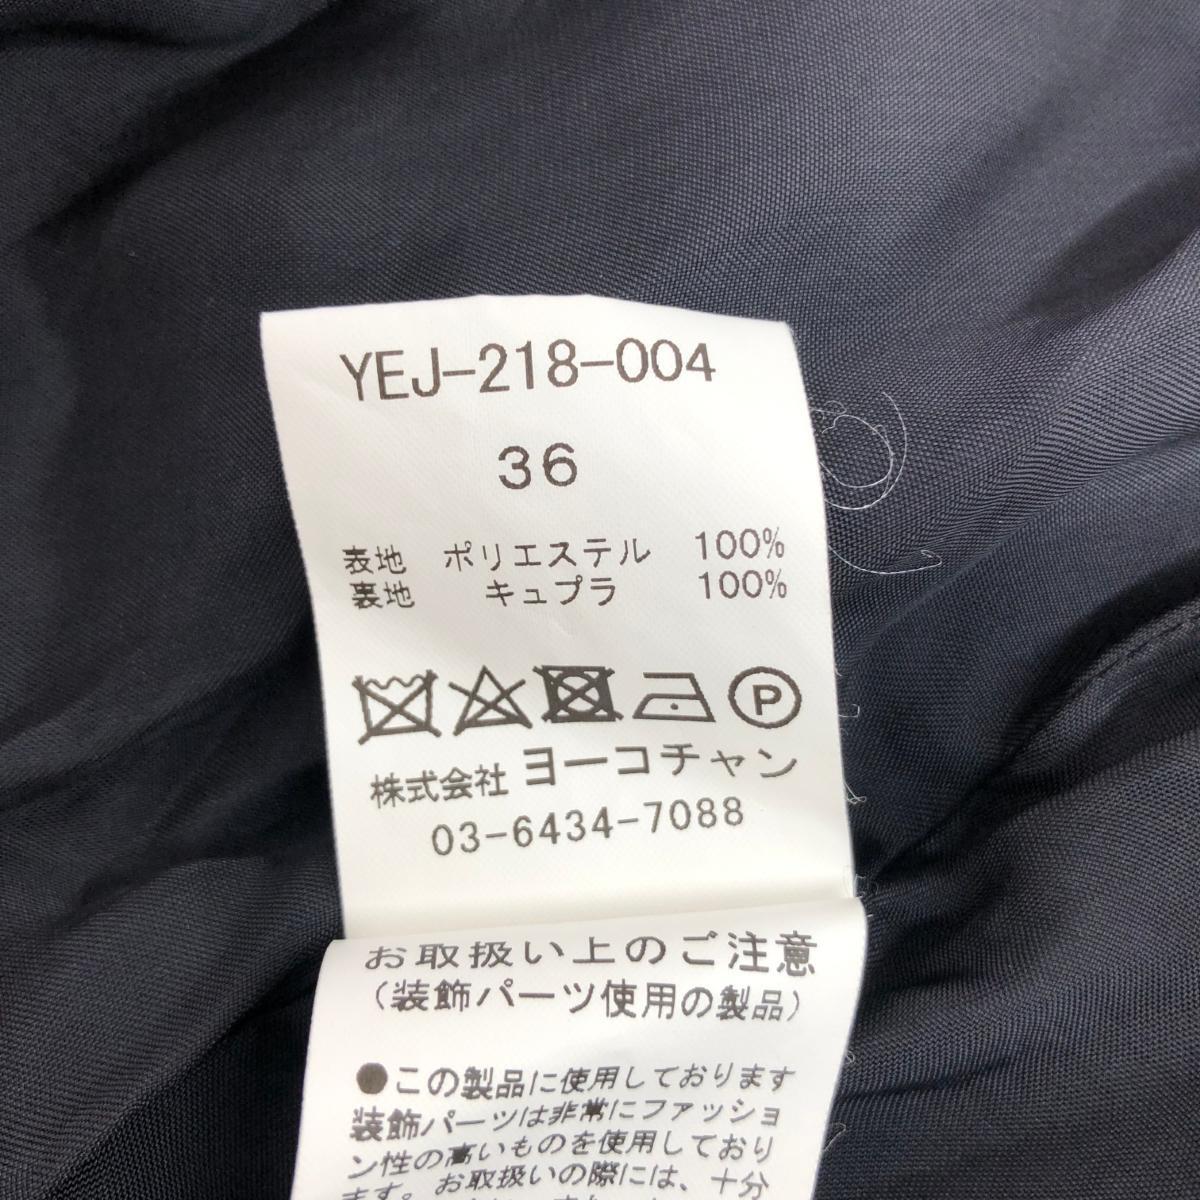 YEJ-218-004
36
表地 ポリエステル 100%
裏地 キュプラ 100%
P
株式会社 ヨーコチャン
03-6434-7088
お取扱い上のご注意
(装飾パーツ使用の製品)
●この製品に使用しております
装飾パーツは非常にファッショ
ン性の高いものを使用しており
ます。お取扱いの際には、十分